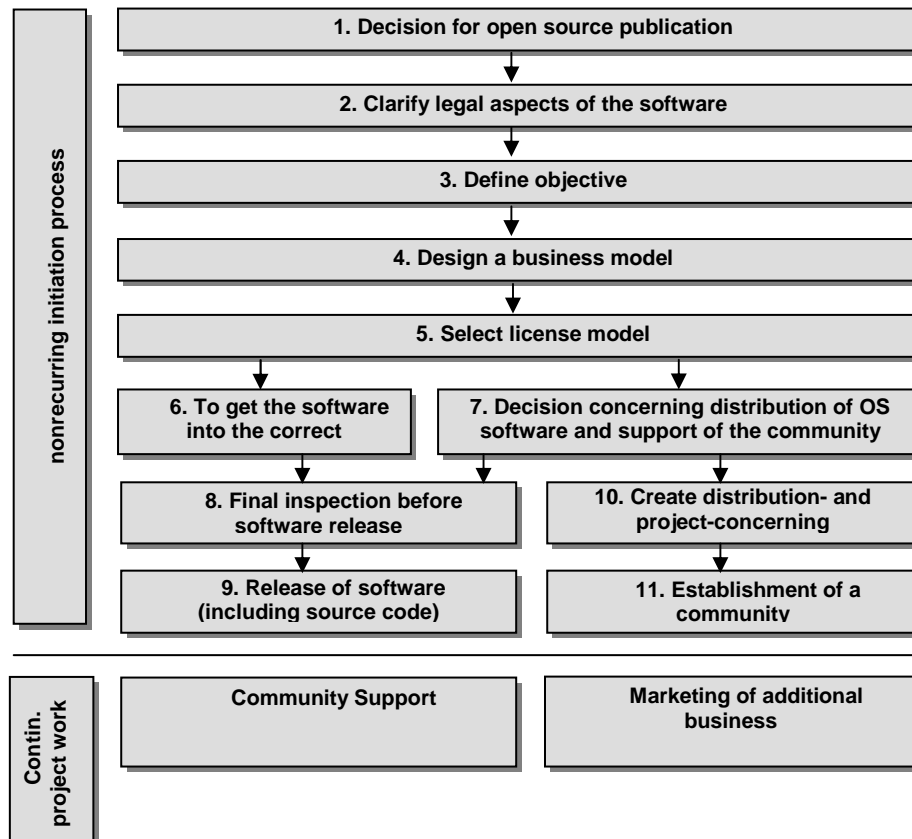 nonrecurring initiation process
1. Decision for open source publication
2. Clarify legal aspects of the software
3. Define objective
4. Design a business model
5. Select license model
6. To get the software
into the correct
7. Decision concerning distribution of OS
software and support of the community
8. Final inspection before
software release
10. Create distribution- and
project-concerning
9. Release of software
(including source code)
11. Establishment of a
community
Contin.
project work
Community Support
Marketing of additional
business